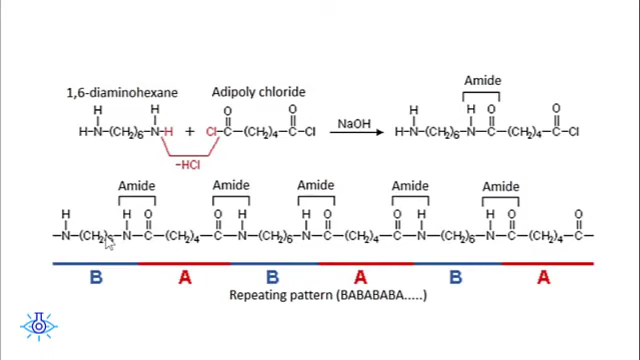 Amide
1,6-diaminohexane Adipoly chloride
H H O O H O O
H-N-(CH2)6-N-H + Cl-C-(CH2)4-C-Cl NaOH H-N-(CH2)6-N-C-(CH2)4-C-Cl
-HCl
Amide Amide Amide Amide Amide
H H O O H H O O H H O O
-N-(CH2)6-N-C-(CH2)4-C-N-(CH2)6-N-C-(CH2)4-C-N-(CH2)6-N-C-(CH2)4-C-
B A B A B A
Repeating pattern (BABABABA.....)